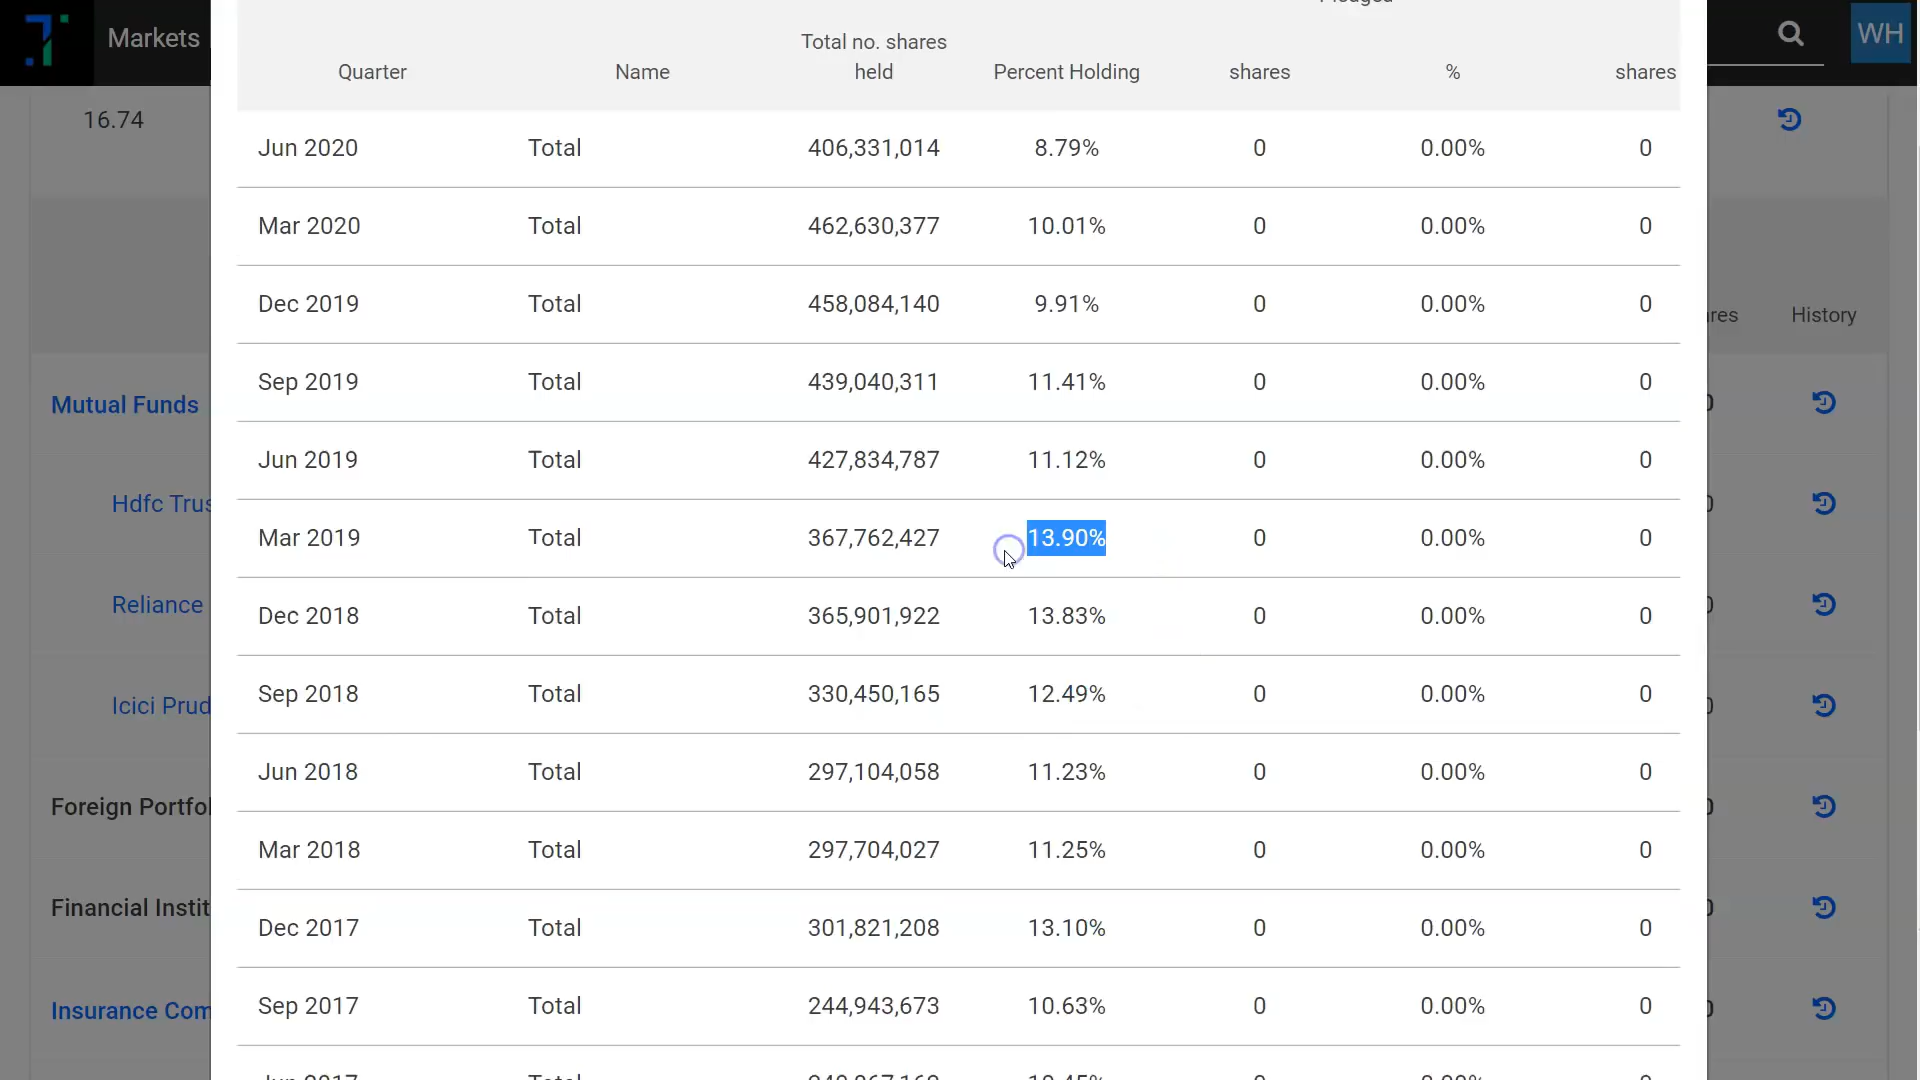 Markets
WH
Total no. shares
held
Quarter Name Percent Holding shares % shares
16.74
Jun 2020 Total 406,331,014 8.79% 0 0.00% 0
Mar 2020 Total 462,630,377 10.01% 0 0.00% 0
Dec 2019 Total 458,084,140 9.91% 0 0.00% 0
History
Sep 2019 Total 439,040,311 11.41% 0 0.00% 0
Mutual Funds
Jun 2019 Total 427,834,787 11.12% 0 0.00% 0
Hdfc Trus
Mar 2019 Total 367,762,427 13.90% 0 0.00% 0
Reliance
Dec 2018 Total 365,901,922 13.83% 0 0.00% 0
Sep 2018 Total 330,450,165 12.49% 0 0.00% 0
Icici Prud
Jun 2018 Total 297,104,058 11.23% 0 0.00% 0
Foreign Portfol
Mar 2018 Total 297,704,027 11.25% 0 0.00% 0
Financial Instit
Dec 2017 Total 301,821,208 13.10% 0 0.00% 0
Sep 2017 Total 244,943,673 10.63% 0 0.00% 0
Insurance Com